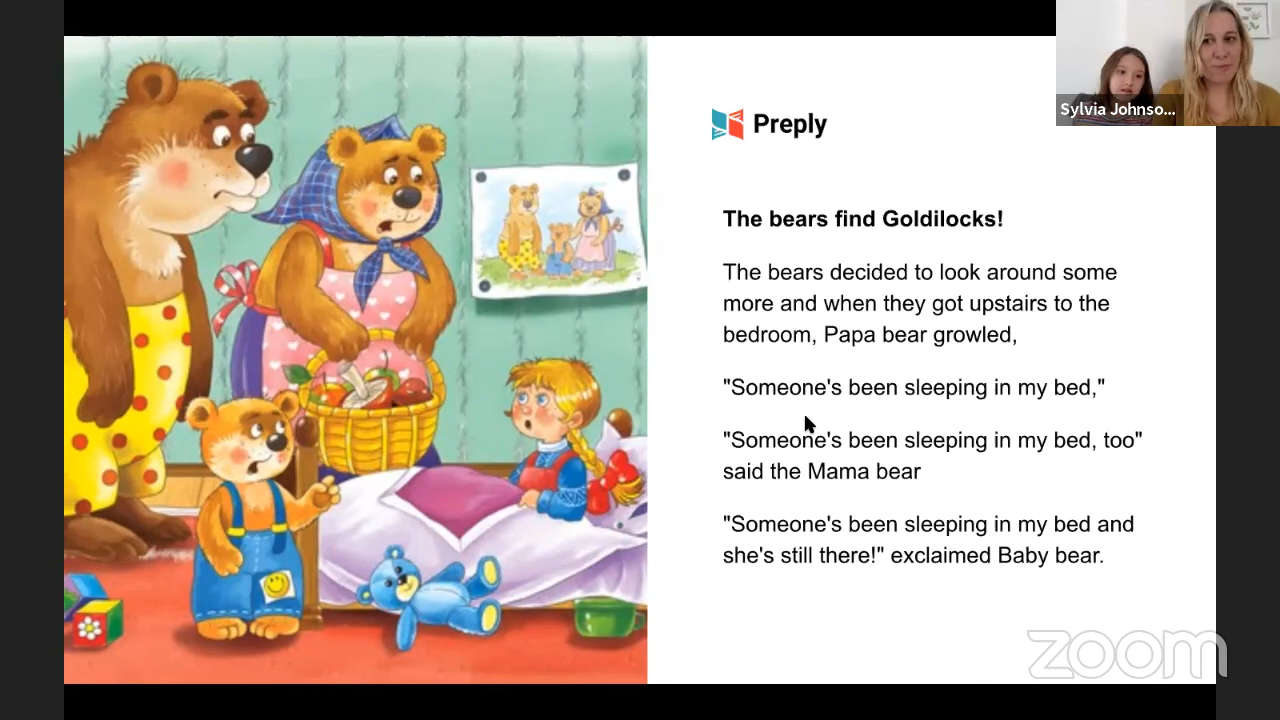 Sylvia Johnso...
Preply
The bears find Goldilocks!
The bears decided to look around some
more and when they got upstairs to the
bedroom, Papa bear growled,
"Someone's been sleeping in my bed,"
"Someone's been sleeping in my bed, too"
said the Mama bear
"Someone's been sleeping in my bed and
she's still there!" exclaimed Baby bear.
zoom